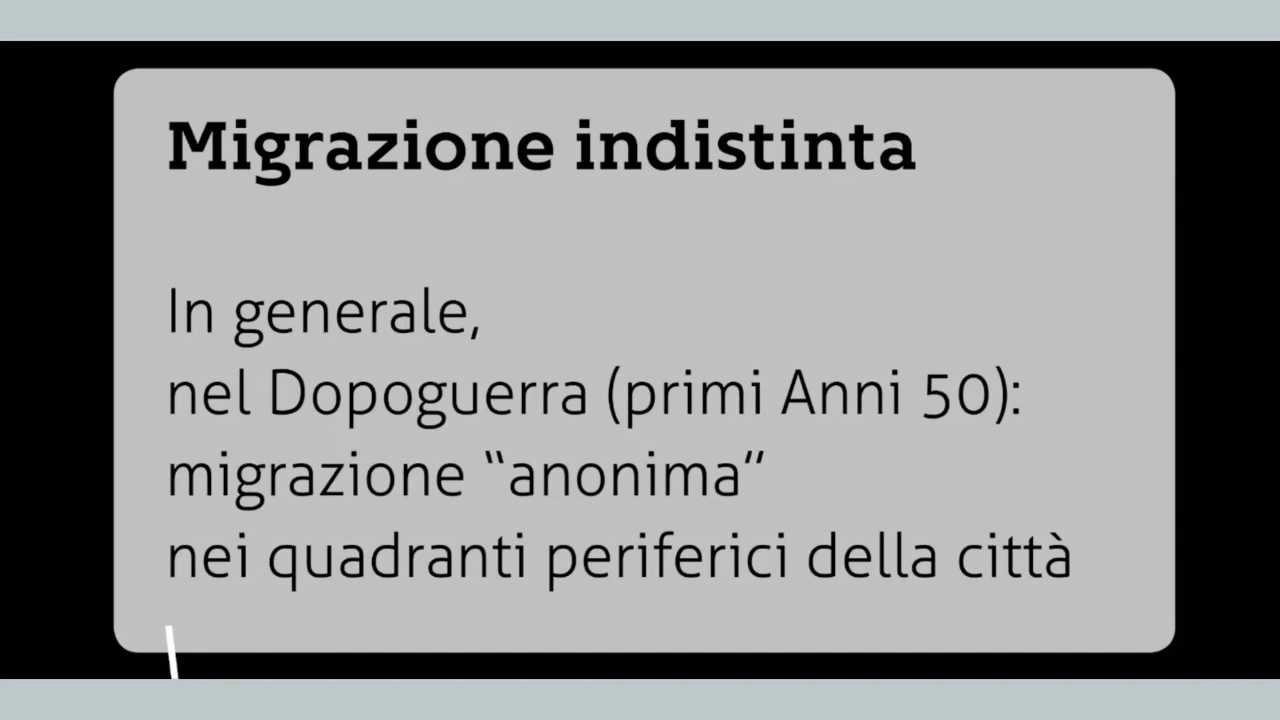 Migrazione indistinta
In generale,
nel Dopoguerra (primi Anni 50):
migrazione “anonima”
nei quadranti periferici della città